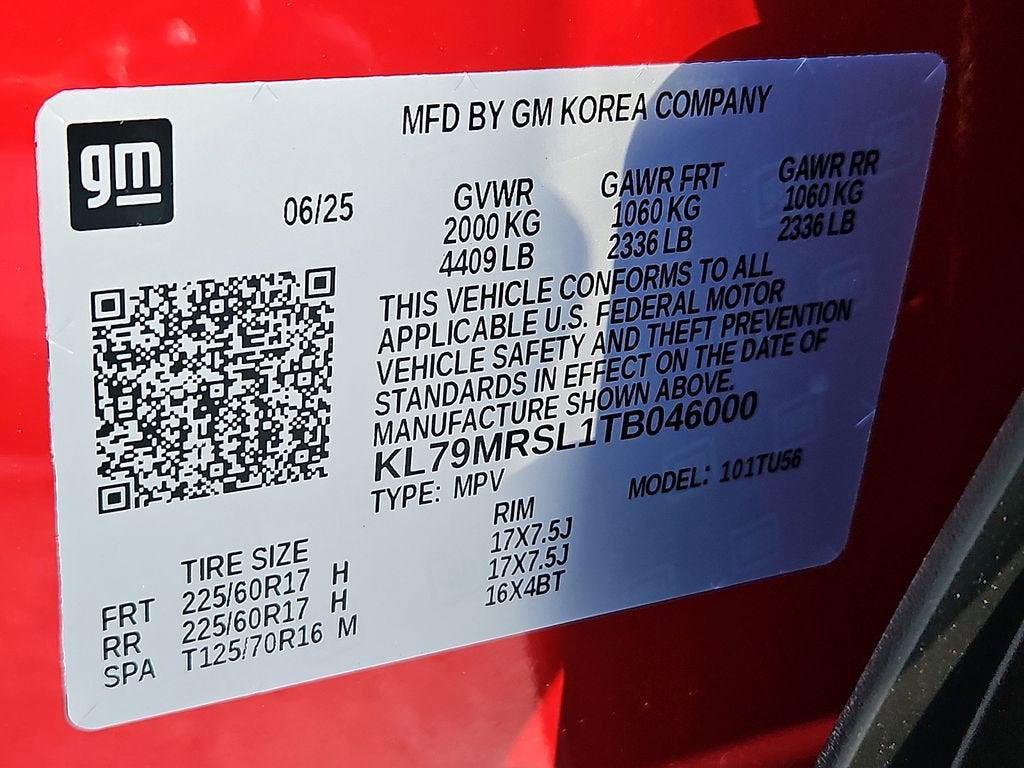 gm
MFD BY GM KOREA COMPANY
06/25
GVWR
2000 KG
4409 LB
GAWR FRT
1060 KG
2336 LB
GAWR RR
1060 KG
2336 LB
THIS VEHICLE CONFORMS TO ALL
APPLICABLE U.S. FEDERAL MOTOR
VEHICLE SAFETY AND THEFT PREVENTION
STANDARDS IN EFFECT ON THE DATE OF
MANUFACTURE SHOWN ABOVE.
KL79MRSL1TB046000
TYPE: MPV MODEL: 101TU56
TIRE SIZE RIM
FRT 225/60R17 H 17X7.5J
RR 225/60R17 H 17X7.5J
SPA T125/70R16 M 16X4BT